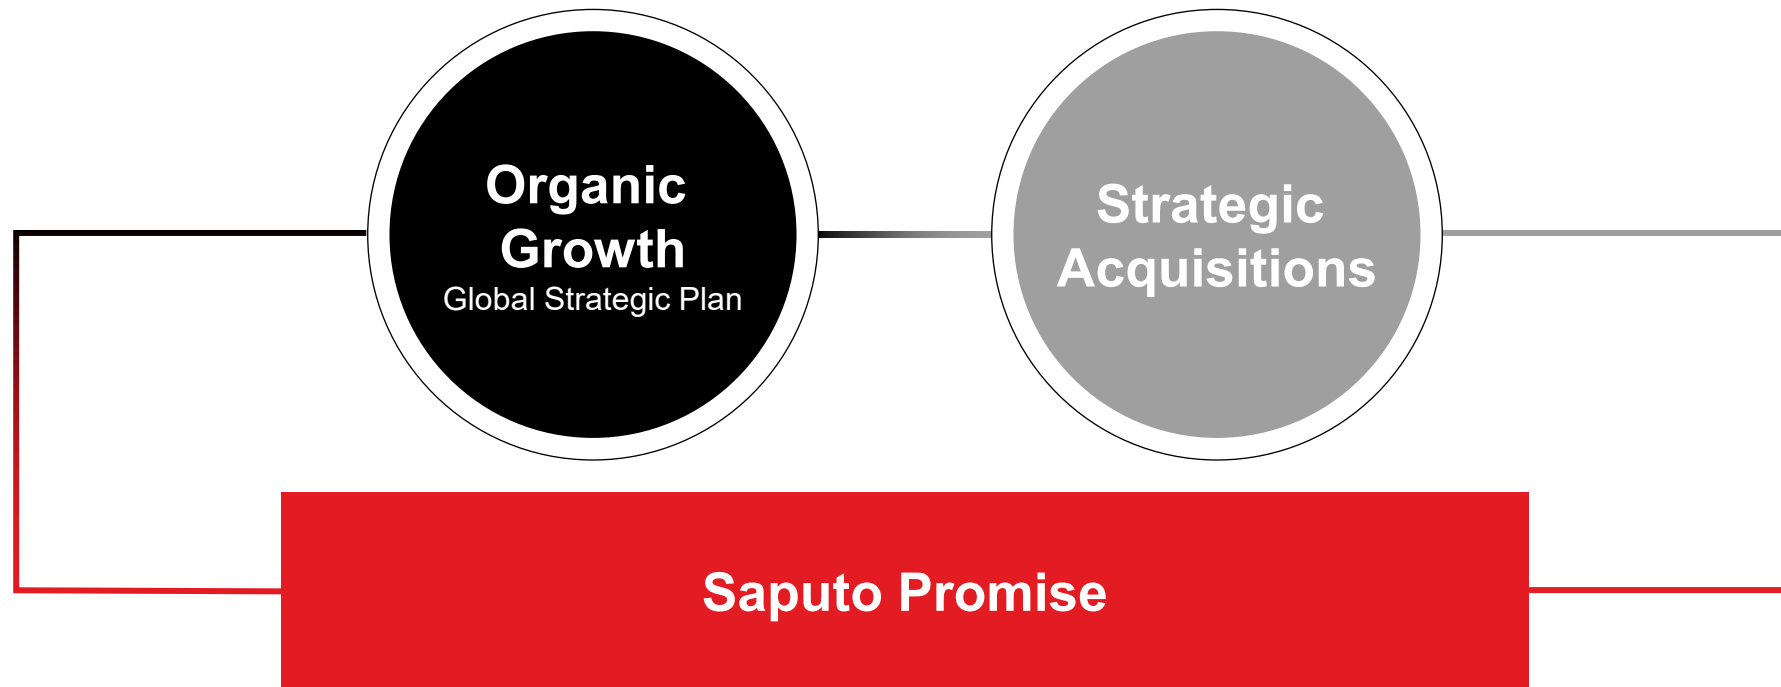 Organic
Growth
Global Strategic Plan
Strategic
Acquisitions
Saputo Promise